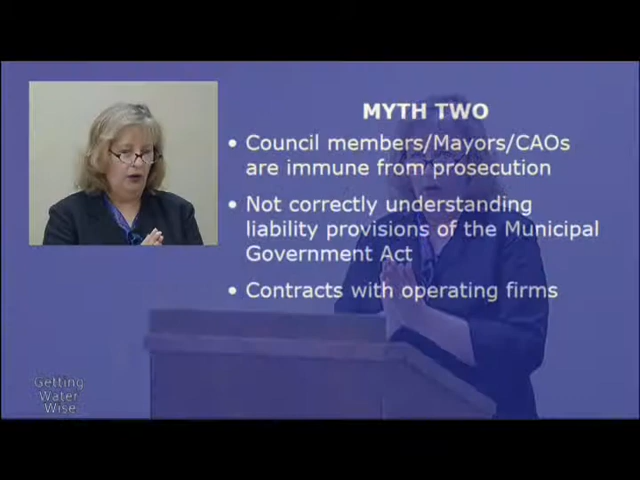 MYTH TWO
• Council members/Mayors/CAOs
are immune from prosecution
• Not correctly understanding
liability provisions of the Municipal
Government Act
• Contracts with operating firms
Getting
Water
Wise